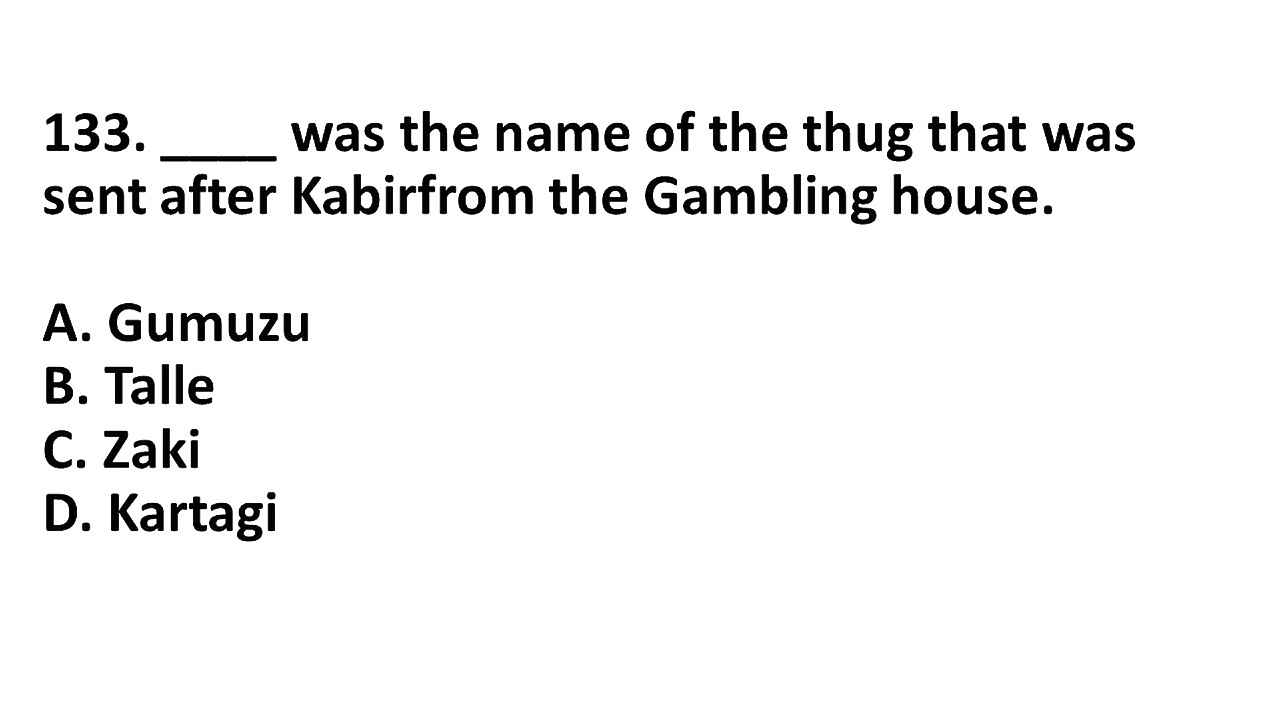 133. ____ was the name of the thug that was
sent after Kabirfrom the Gambling house.
A. Gumuzu
B. Talle
C. Zaki
D. Kartagi